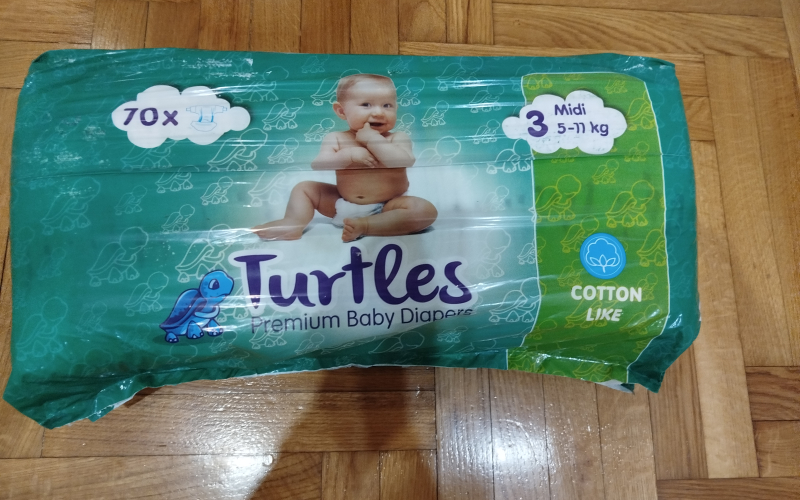 70x
3
Midi
5-11 kg
Turtles
Premium Baby Diapers
COTTON
LIKE